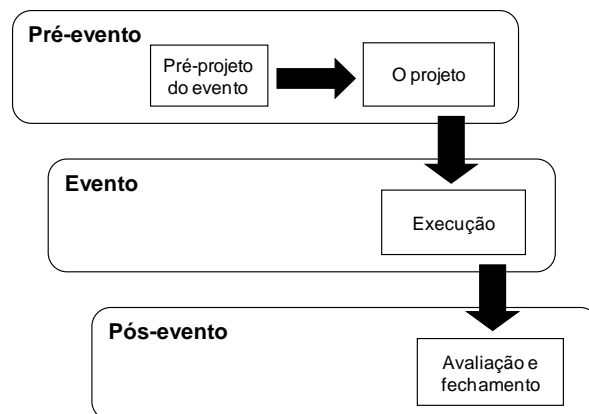 Pré-evento
Pré-projeto
do evento
O projeto
Evento
Execução
Pós-evento
Avaliação e
fechamento